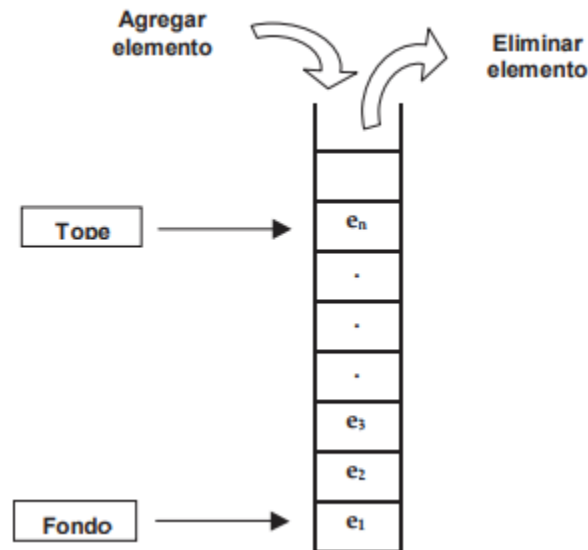 Agregar
elemento
Eliminar
elemento
Tope
eₙ
.
.
.
e₃
e₂
Fondo
e₁